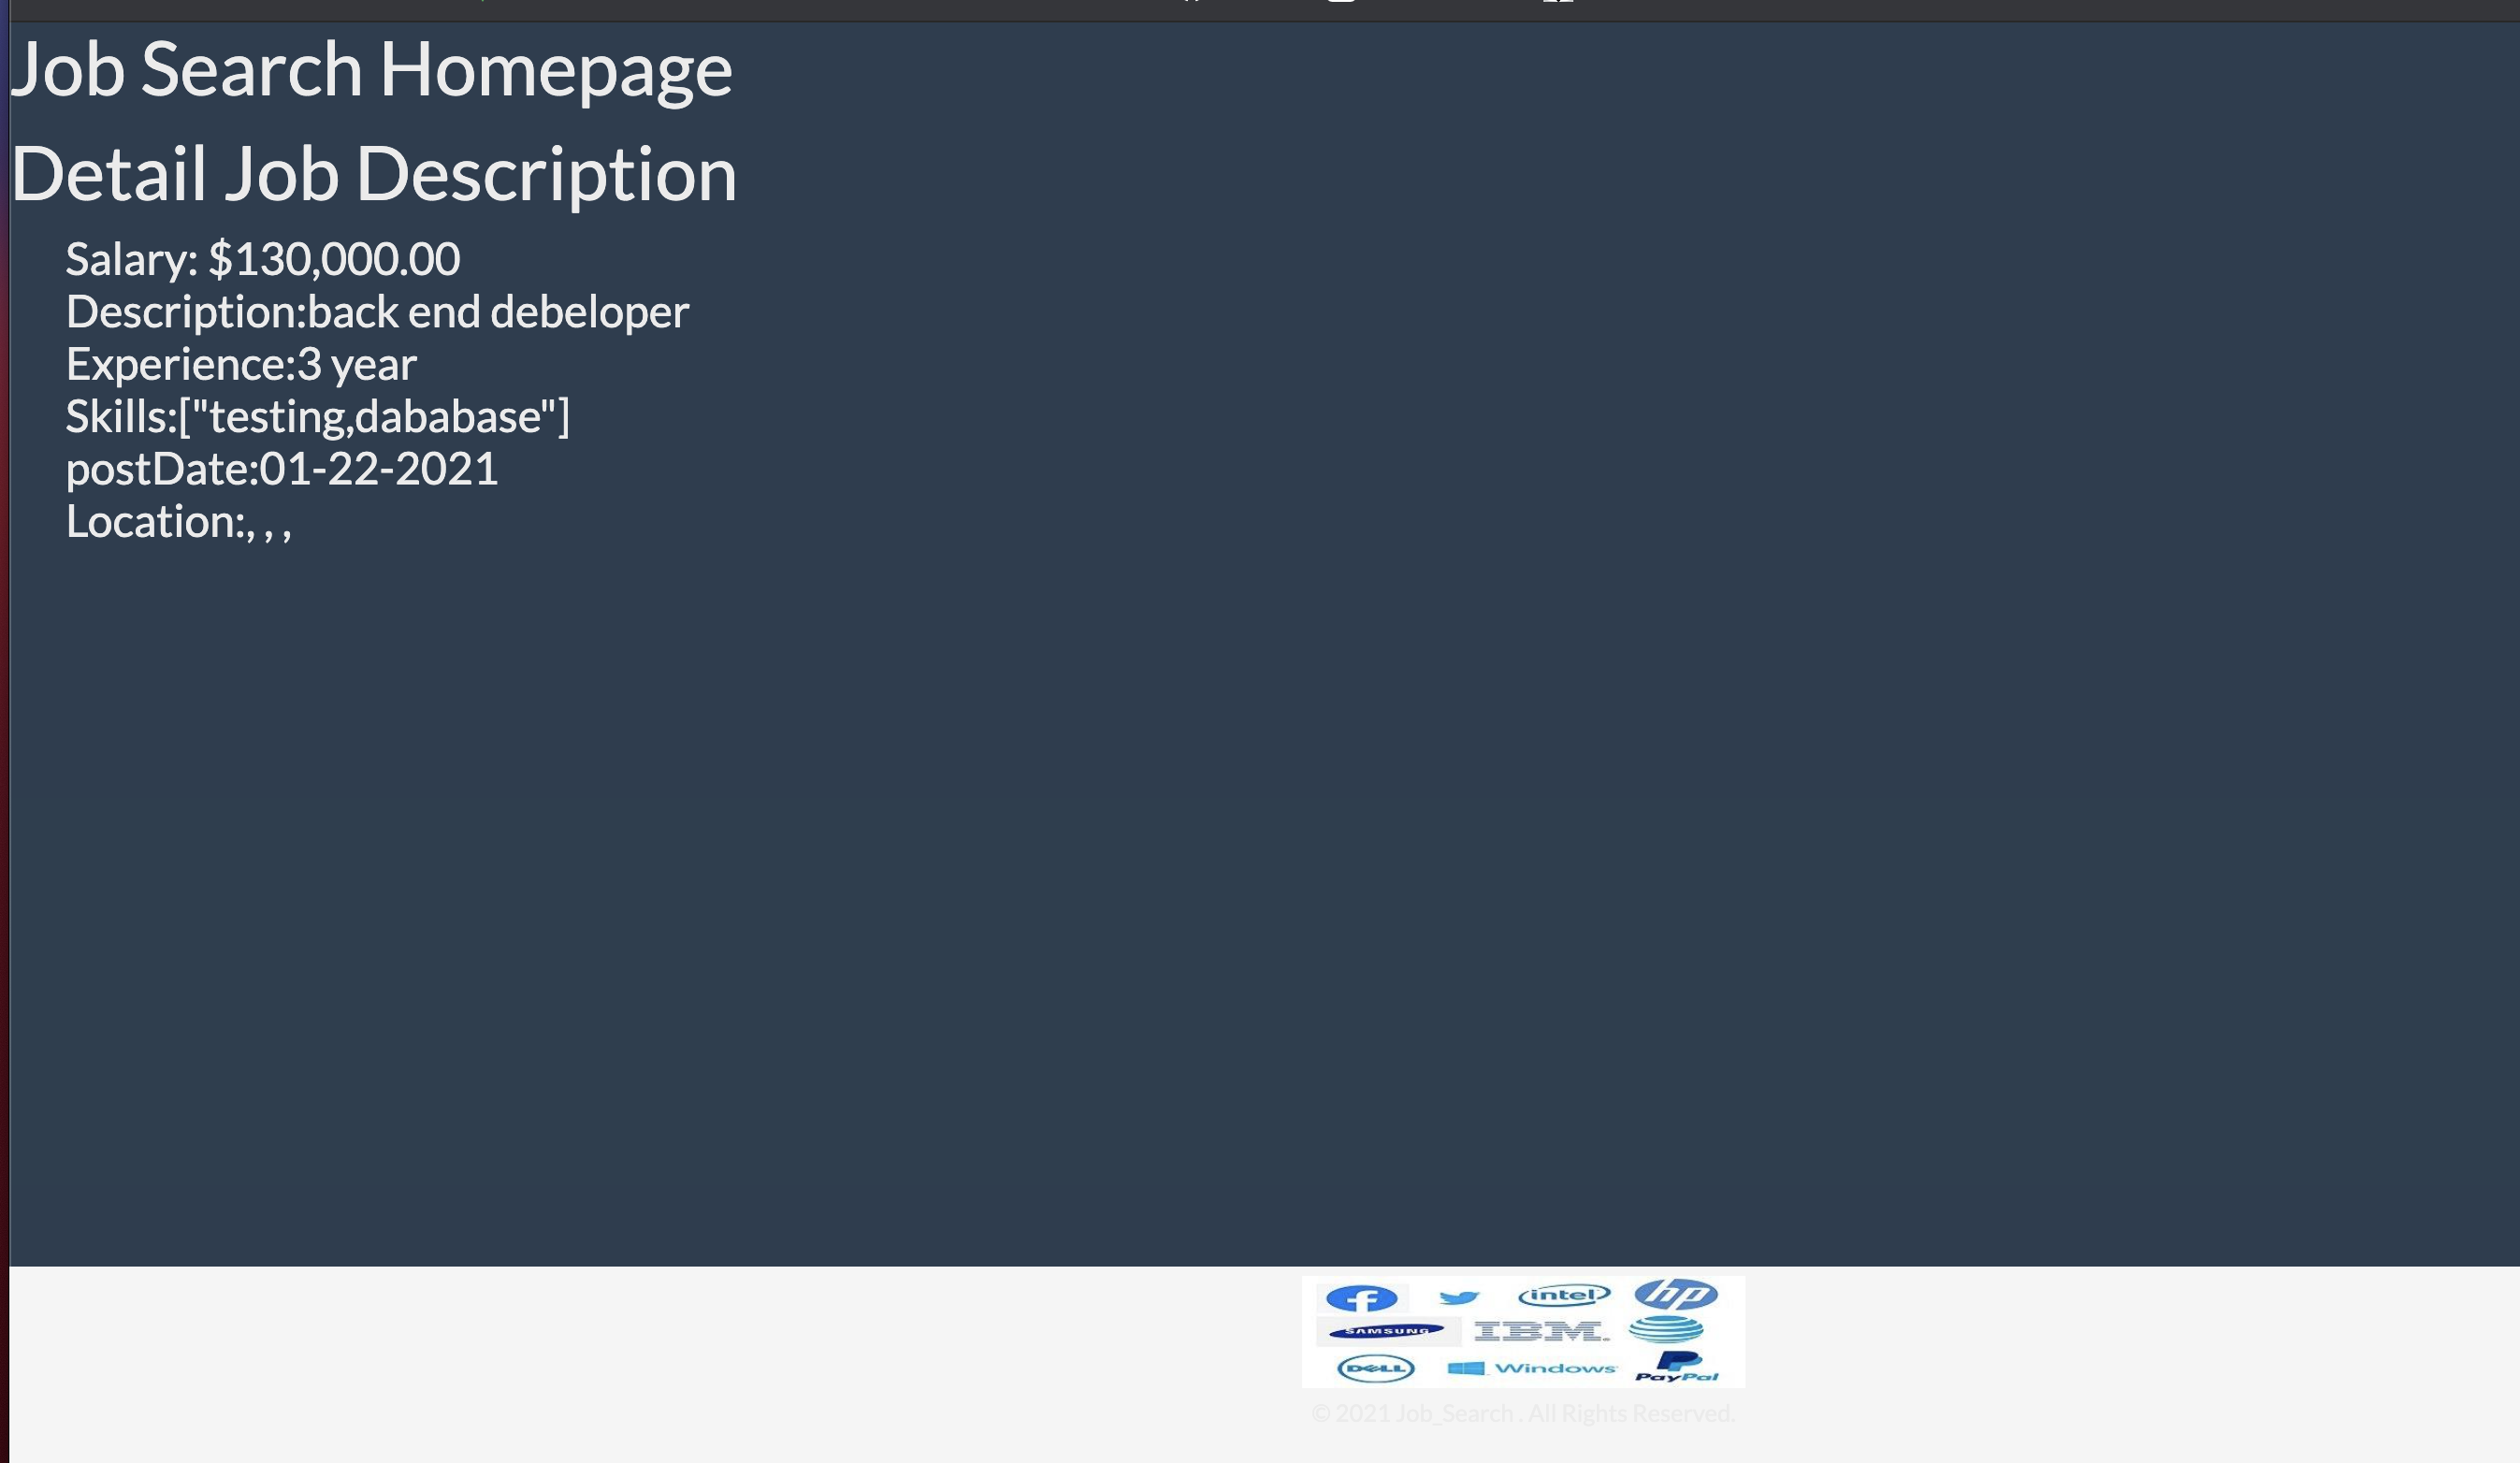 Job Search Homepage
Detail Job Description
Salary: $130,000.00
Description:back end debeloper
Experience:3 year
Skills:["testing,dababase"]
postDate:01-22-2021
Location:, , ,
f intel hp
SAMSUNG IBM.
DELL Windows PayPal
© 2021 Job_Search . All Rights Reserved.